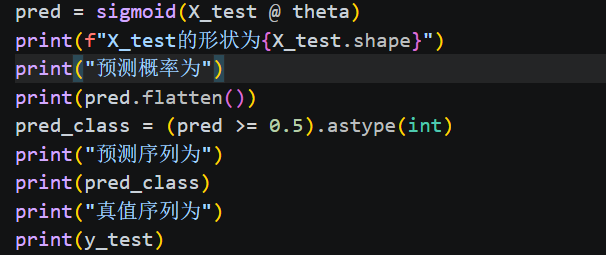 pred = sigmoid(X_test @ theta)
print(f"X_test的形状为{X_test.shape}")
print("预测概率为")
print(pred.flatten())
pred_class = (pred >= 0.5).astype(int)
print("预测序列为")
print(pred_class)
print("真值序列为")
print(y_test)